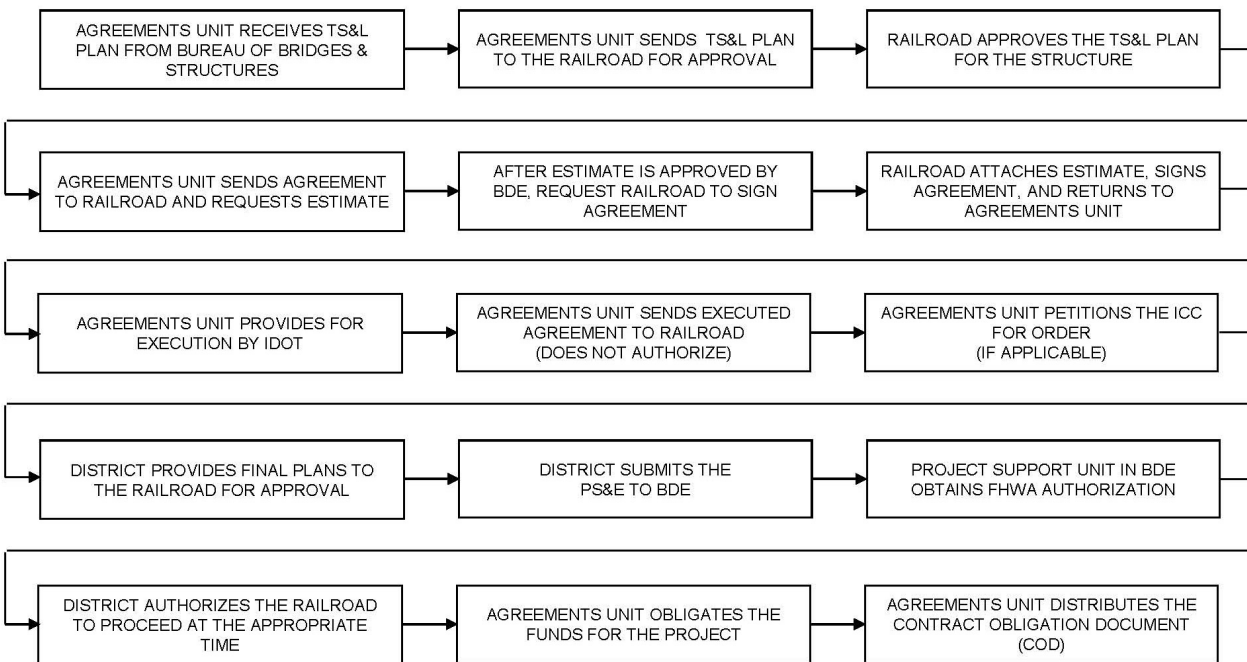 AGREEMENTS UNIT RECEIVES TS&L
PLAN FROM BUREAU OF BRIDGES &
STRUCTURES
AGREEMENTS UNIT SENDS TS&L PLAN
TO THE RAILROAD FOR APPROVAL
RAILROAD APPROVES THE TS&L PLAN
FOR THE STRUCTURE
AGREEMENTS UNIT SENDS AGREEMENT
TO RAILROAD AND REQUESTS ESTIMATE
AFTER ESTIMATE IS APPROVED BY
BDE, REQUEST RAILROAD TO SIGN
AGREEMENT
RAILROAD ATTACHES ESTIMATE, SIGNS
AGREEMENT, AND RETURNS TO
AGREEMENTS UNIT
AGREEMENTS UNIT PROVIDES FOR
EXECUTION BY IDOT
AGREEMENTS UNIT SENDS EXECUTED
AGREEMENT TO RAILROAD
(DOES NOT AUTHORIZE)
AGREEMENTS UNIT PETITIONS THE ICC
FOR ORDER
(IF APPLICABLE)
DISTRICT PROVIDES FINAL PLANS TO
THE RAILROAD FOR APPROVAL
DISTRICT SUBMITS THE
PS&E TO BDE
PROJECT SUPPORT UNIT IN BDE
OBTAINS FHWA AUTHORIZATION
DISTRICT AUTHORIZES THE RAILROAD
TO PROCEED AT THE APPROPRIATE
TIME
AGREEMENTS UNIT OBLIGATES THE
FUNDS FOR THE PROJECT
AGREEMENTS UNIT DISTRIBUTES THE
CONTRACT OBLIGATION DOCUMENT
(COD)